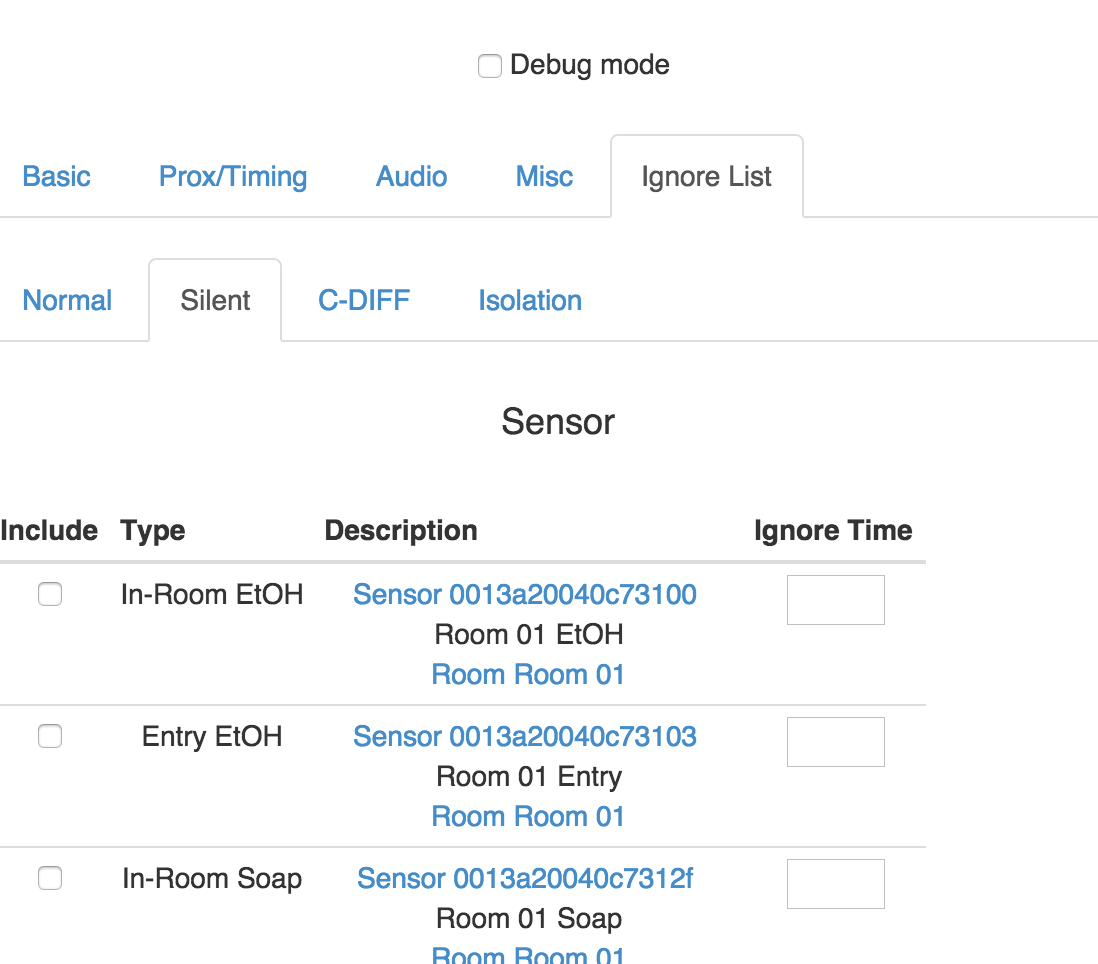 Debug mode
Basic Prox/Timing Audio Misc Ignore List
Normal Silent C-DIFF Isolation
Sensor
Include Type Description Ignore Time
In-Room EtOH Sensor 0013a20040c73100
Room 01 EtOH
Room Room 01
Entry EtOH Sensor 0013a20040c73103
Room 01 Entry
Room Room 01
In-Room Soap Sensor 0013a20040c7312f
Room 01 Soap
Room Room 01